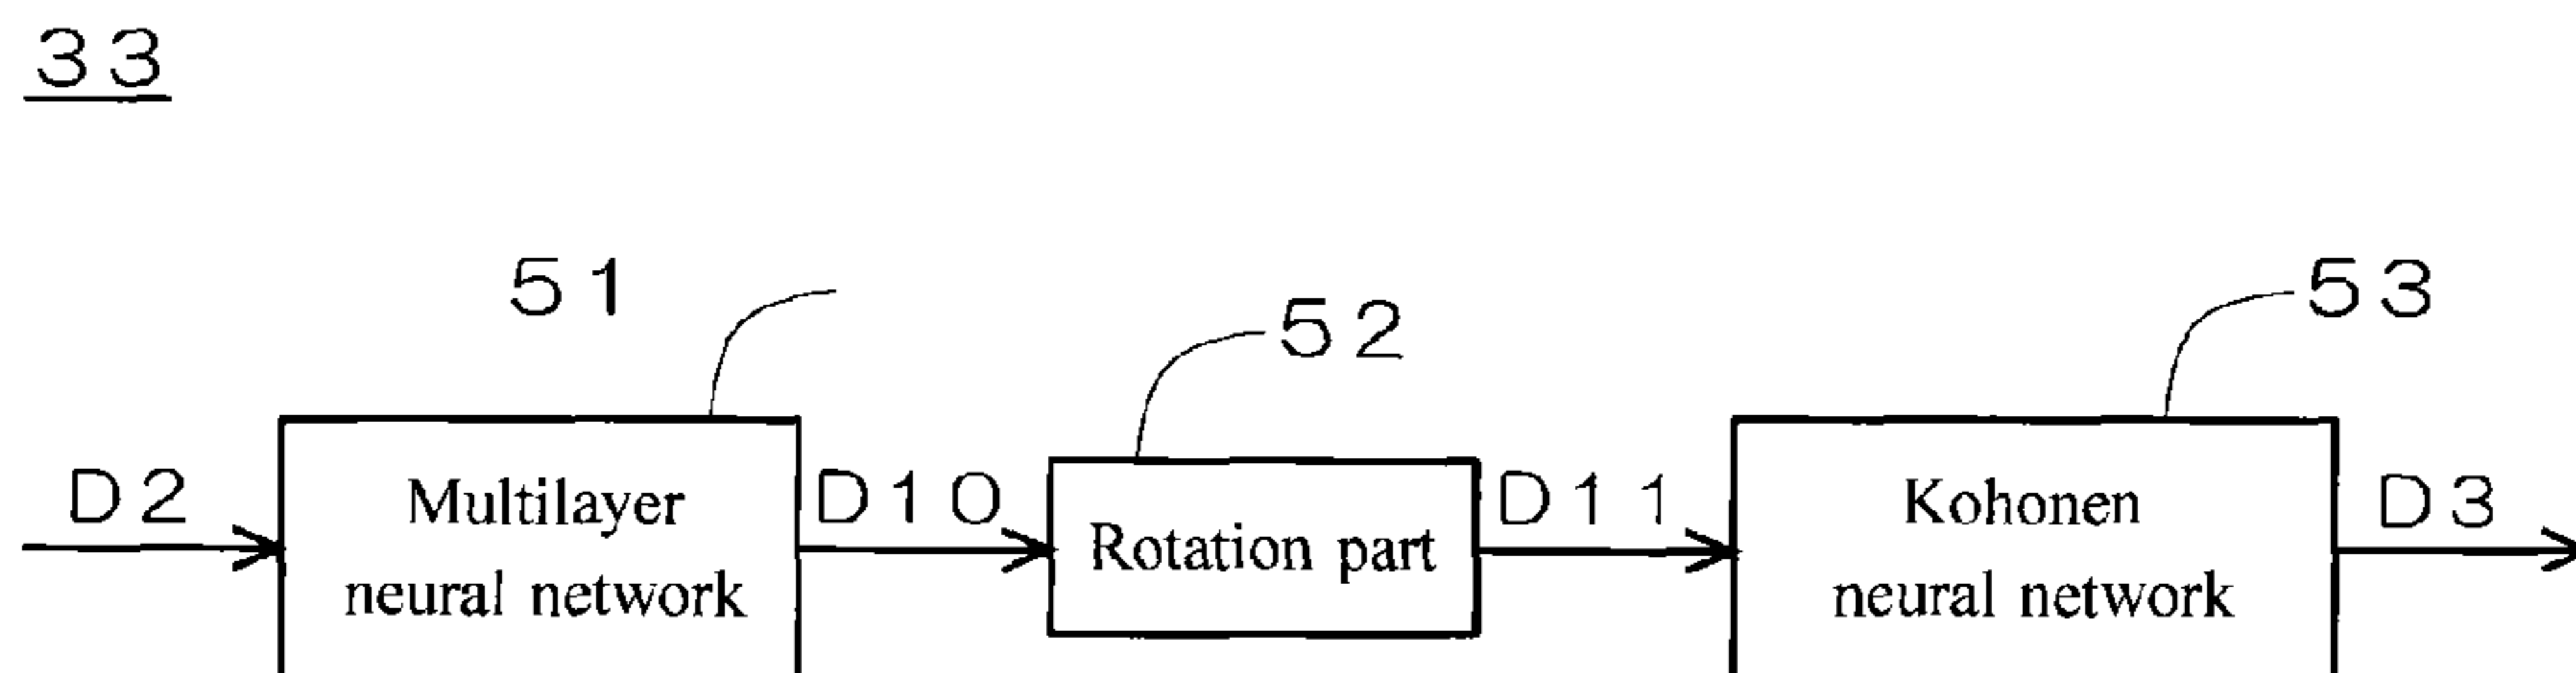 33
51
52
53
D2
Multilayer
neural network
D10
Rotation part
D11
Kohonen
neural network
D3